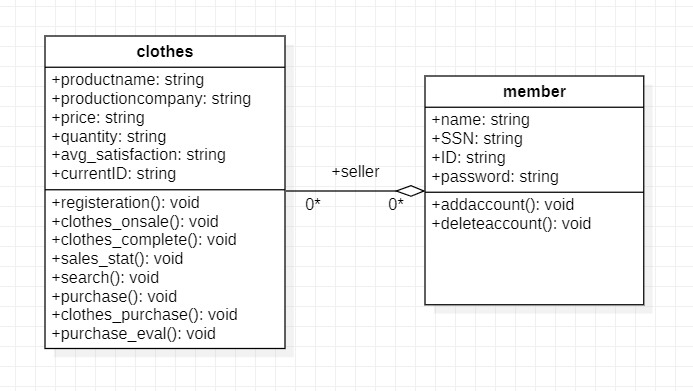 clothes
+productname: string
+productioncompany: string
+price: string
+quantity: string
+avg_satisfaction: string
+currentID: string
+registeration(): void
+clothes_onsale(): void
+clothes_complete(): void
+sales_stat(): void
+search(): void
+purchase(): void
+clothes_purchase(): void
+purchase_eval(): void
+seller
0*
0*
member
+name: string
+SSN: string
+ID: string
+password: string
+addaccount(): void
+deleteaccount(): void